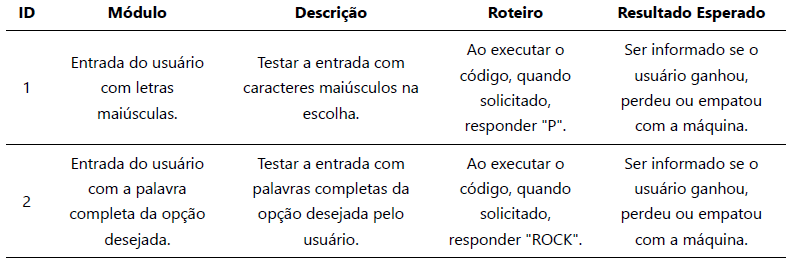 ID Módulo Descrição Roteiro Resultado Esperado
1
Entrada do usuário
com letras
maiúsculas.
Testar a entrada com
caracteres maiúsculos na
escolha.
Ao executar o
código, quando
solicitado,
responder "P".
Ser informado se o
usuário ganhou,
perdeu ou empatou
com a máquina.
2
Entrada do usuário
com a palavra
completa da opção
desejada.
Testar a entrada com
palavras completas da
opção desejada pelo
usuário.
Ao executar o
código, quando
solicitado,
responder "ROCK".
Ser informado se o
usuário ganhou,
perdeu ou empatou
com a máquina.